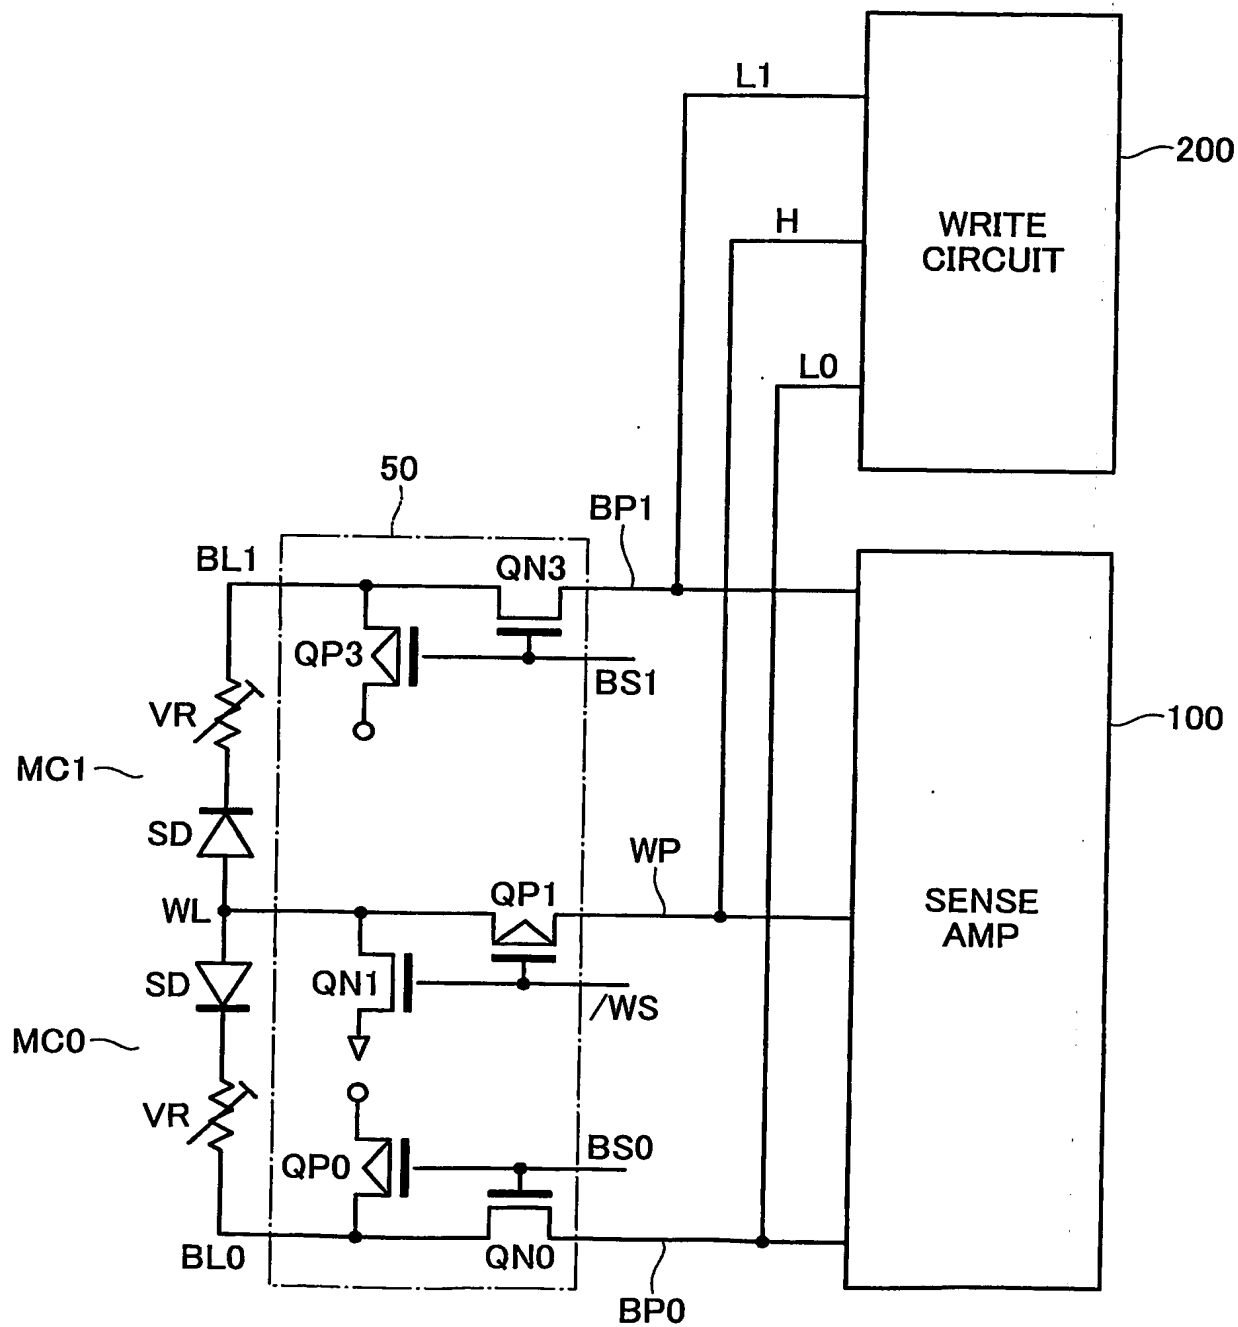 L1
200
H
WRITE
CIRCUIT
L0
50
BP1
BL1
QN3
QP3
BS1
VR
100
MC1
SD
WP
QP1
WL
SENSE
AMP
SD
QN1
/WS
MC0
VR
BS0
QP0
BL0
QN0
BP0